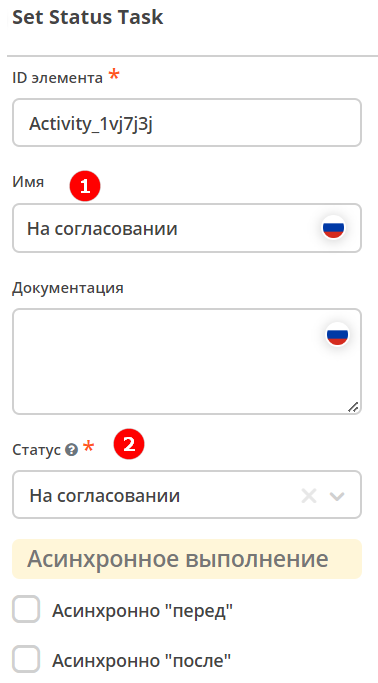 Set Status Task
ID элемента *
Activity_1vj7j3j
Имя 1
На согласовании
Документация
Статус ? * 2
На согласовании
Асинхронное выполнение
Асинхронно "перед"
Асинхронно "после"